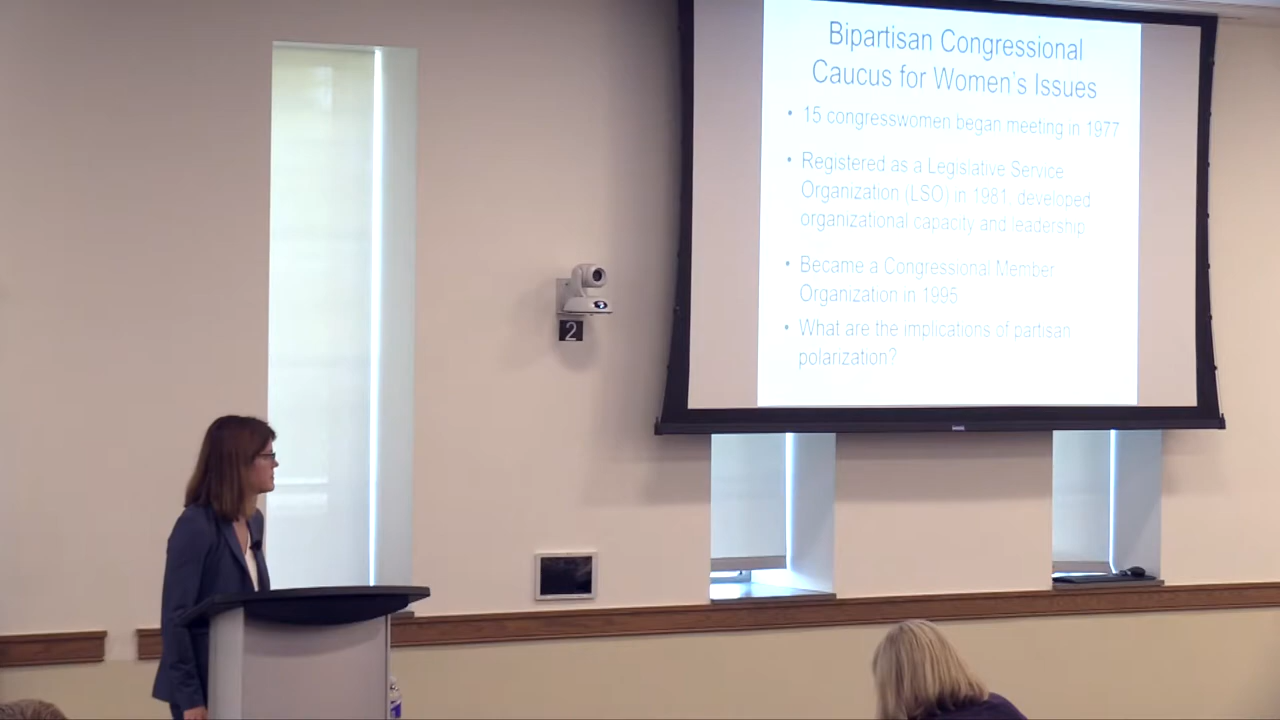 Bipartisan Congressional
Caucus for Women's Issues
• 15 congresswomen began meeting in 1977
• Registered as a Legislative Service
Organization (LSO) in 1981, developed
organizational capacity and leadership
• Became a Congressional Member
Organization in 1995
• What are the implications of partisan
polarization?
2